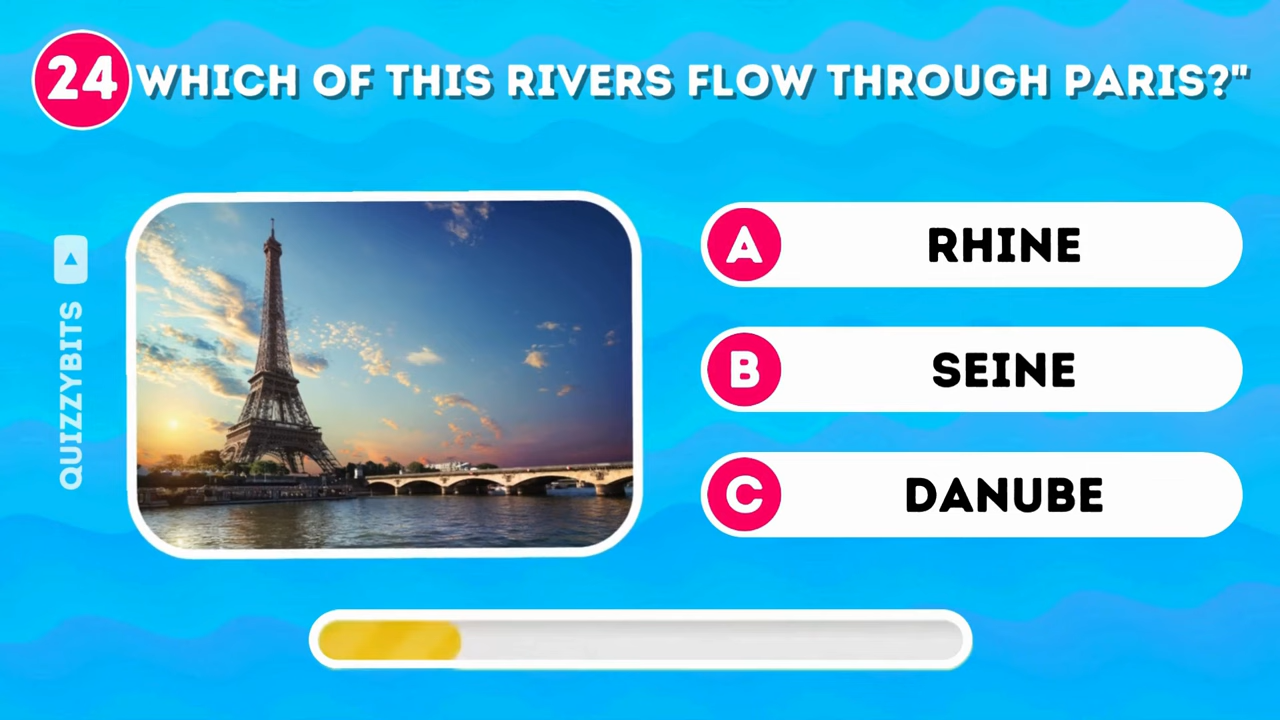 24 WHICH OF THIS RIVERS FLOW THROUGH PARIS?"
QUIZZYBITS
A RHINE
B SEINE
C DANUBE